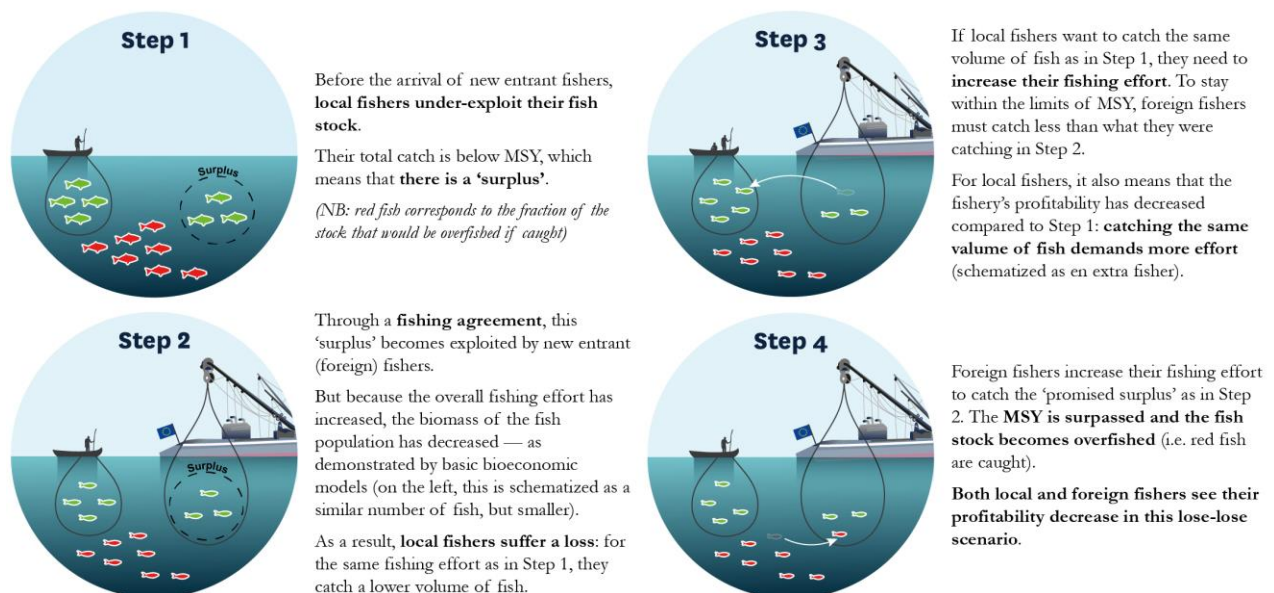 Step 1
Surplus
Before the arrival of new entrant fishers,
local fishers under-exploit their fish
stock.
Their total catch is below MSY, which
means that there is a ‘surplus’.
(NB: red fish corresponds to the fraction of the
stock that would be overfished if caught)
Step 2
Surplus
Through a fishing agreement, this
‘surplus’ becomes exploited by new entrant
(foreign) fishers.
But because the overall fishing effort has
increased, the biomass of the fish
population has decreased — as
demonstrated by basic bioeconomic
models (on the left, this is schematized as a
similar number of fish, but smaller).
As a result, local fishers suffer a loss: for
the same fishing effort as in Step 1, they
catch a lower volume of fish.
Step 3
If local fishers want to catch the same
volume of fish as in Step 1, they need to
increase their fishing effort. To stay
within the limits of MSY, foreign fishers
must catch less than what they were
catching in Step 2.
For local fishers, it also means that the
fishery’s profitability has decreased
compared to Step 1: catching the same
valume of fish demands more effort
(schematized as en extra fisher).
Step 4
Foreign fishers increase their fishing effort
to catch the ‘promised surplus’ as in Step
2. The MSY is surpassed and the fish
stock becomes overfished (i.e. red fish
are caught).
Both local and foreign fishers see their
profitability decrease in this lose-lose
scenario.